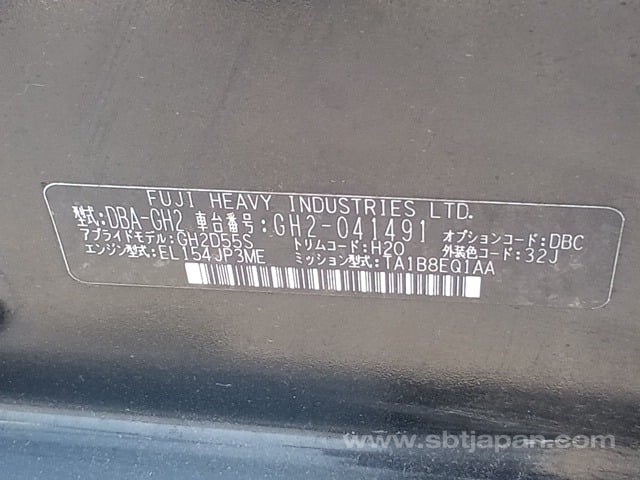 FUJI HEAVY INDUSTRIES LTD.
型式:DBA-GH2 車台番号:GH2-041491 オプションコード:DBC
アプライドモデル:GH2D55S トリムコード:H20 外装色コード:32J
エンジン型式:EL154JP3ME ミッション型式:TA1B8EQ1AA
www.sbtjapan.com